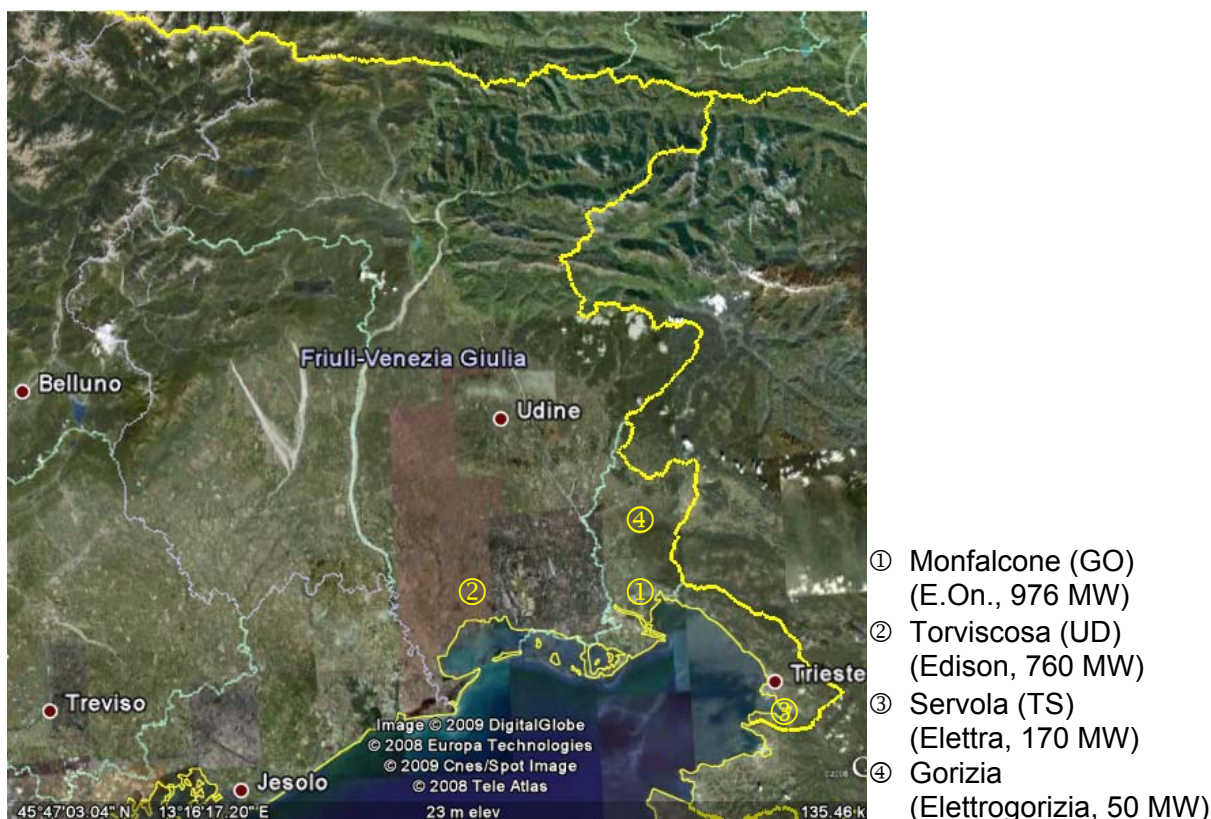 Friuli-Venezia Giulia
Belluno
Udine
④
②
①
Trieste
③
Treviso
Image © 2009 DigitalGlobe
© 2008 Europa Technologies
© 2009 Cnes/Spot Image
© 2008 Tele Atlas
Jesolo
45°47'03.04" N 13°16'17.20" E 23 m elev 135.46 k
① Monfalcone (GO)
(E.On., 976 MW)
② Torviscosa (UD)
(Edison, 760 MW)
③ Servola (TS)
(Elettra, 170 MW)
④ Gorizia
(Elettrogorizia, 50 MW)